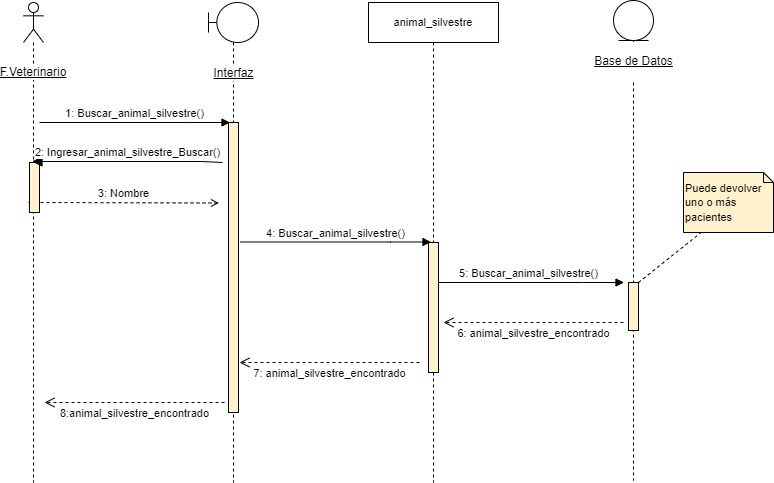 animal_silvestre
Base de Datos
F.Veterinario
Interfaz
1: Buscar_animal_silvestre()
2: Ingresar_animal_silvestre_Buscar()
3: Nombre
Puede devolver
uno o más
pacientes
4: Buscar_animal_silvestre()
5: Buscar_animal_silvestre()
6: animal_silvestre_encontrado
7: animal_silvestre_encontrado
8:animal_silvestre_encontrado